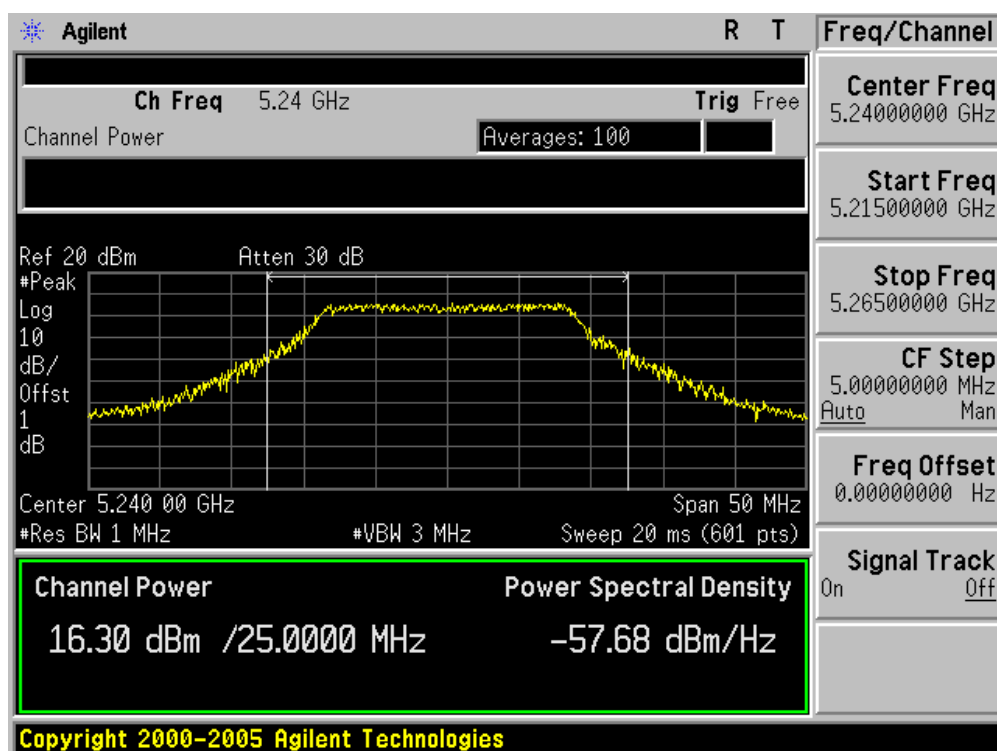 Agilent R T
Ch Freq 5.24 GHz Trig Free
Channel Power Averages: 100
Ref 20 dBm Atten 30 dB
#Peak
Log
10
dB/
Offst
1
dB
Center 5.240 00 GHz Span 50 MHz
#Res BW 1 MHz #VBW 3 MHz Sweep 20 ms (601 pts)
Channel Power Power Spectral Density
16.30 dBm /25.0000 MHz -57.68 dBm/Hz
Copyright 2000-2005 Agilent Technologies
Freq/Channel
Center Freq
5.24000000 GHz
Start Freq
5.21500000 GHz
Stop Freq
5.26500000 GHz
CF Step
5.00000000 MHz
Auto Man
Freq Offset
0.00000000 Hz
Signal Track
On Off